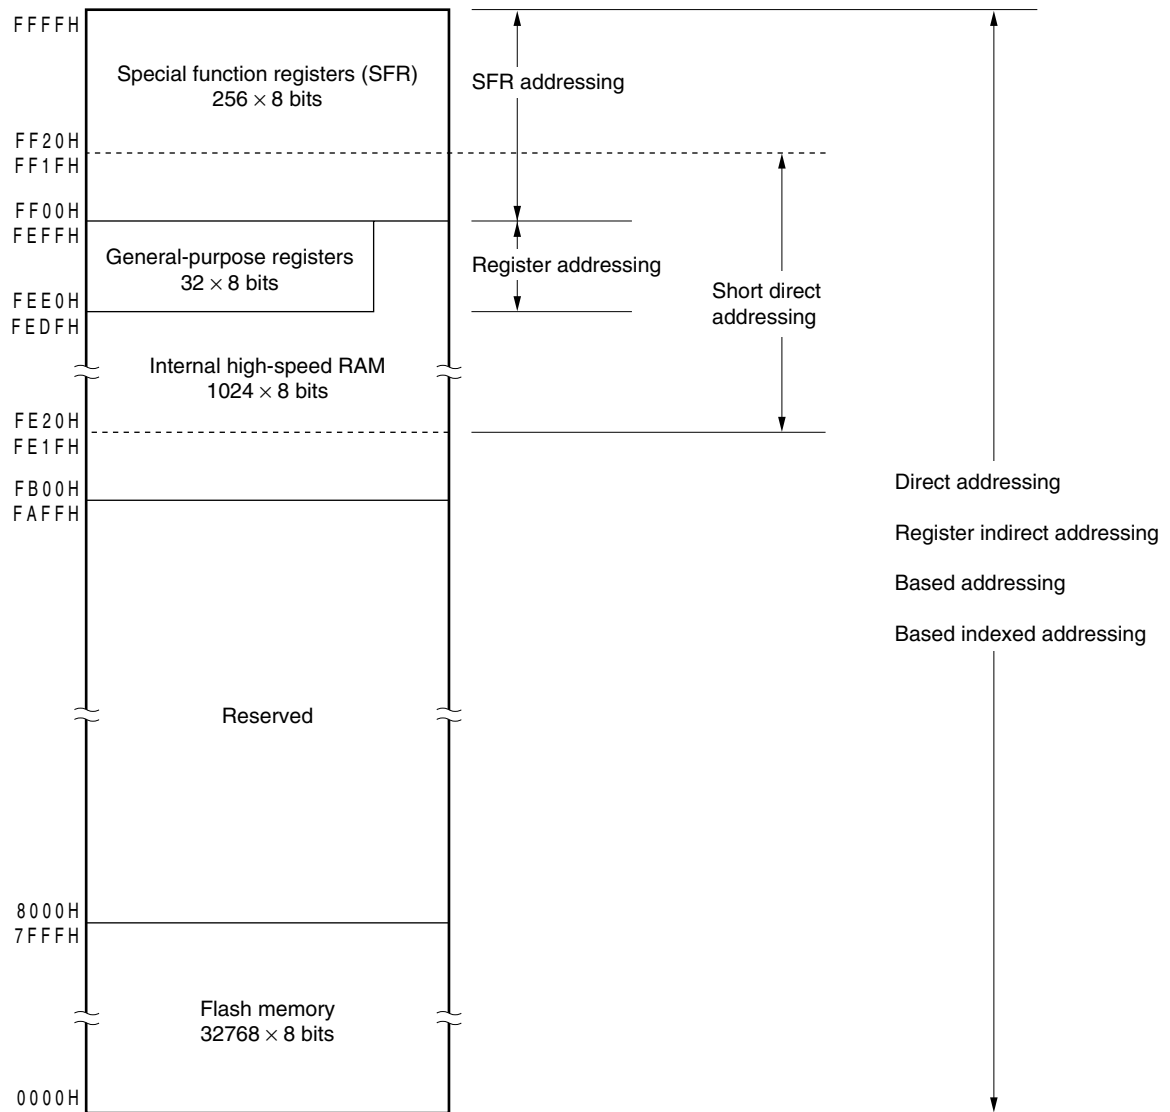 FFFFH
Special function registers (SFR)
256 × 8 bits
SFR addressing
FF20H
FF1FH
FF00H
FEFFH
General-purpose registers
32 × 8 bits
Register addressing
Short direct
addressing
FEE0H
FEDFH
Internal high-speed RAM
1024 × 8 bits
FE20H
FE1FH
FB00H
FAFFH
Direct addressing
Register indirect addressing
Based addressing
Based indexed addressing
Reserved
8000H
7FFFH
Flash memory
32768 × 8 bits
0000H